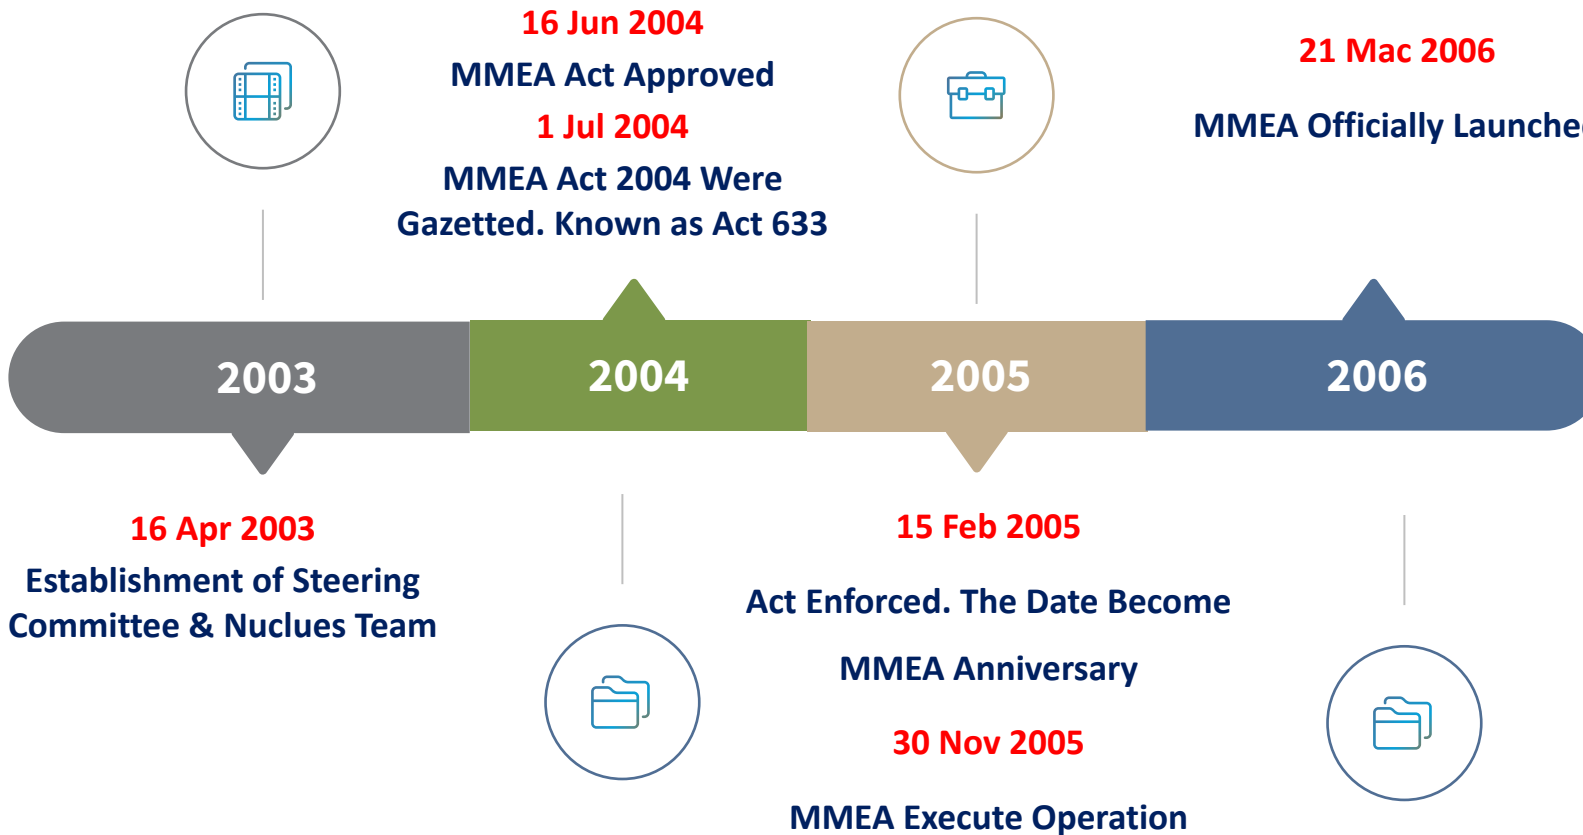 16 Jun 2004
MMEA Act Approved
1 Jul 2004
MMEA Act 2004 Were
Gazetted. Known as Act 633
21 Mac 2006
MMEA Officially Launche
2003
2004
2005
2006
16 Apr 2003
Establishment of Steering
Committee & Nuclues Team
15 Feb 2005
Act Enforced. The Date Become
MMEA Anniversary
30 Nov 2005
MMEA Execute Operation